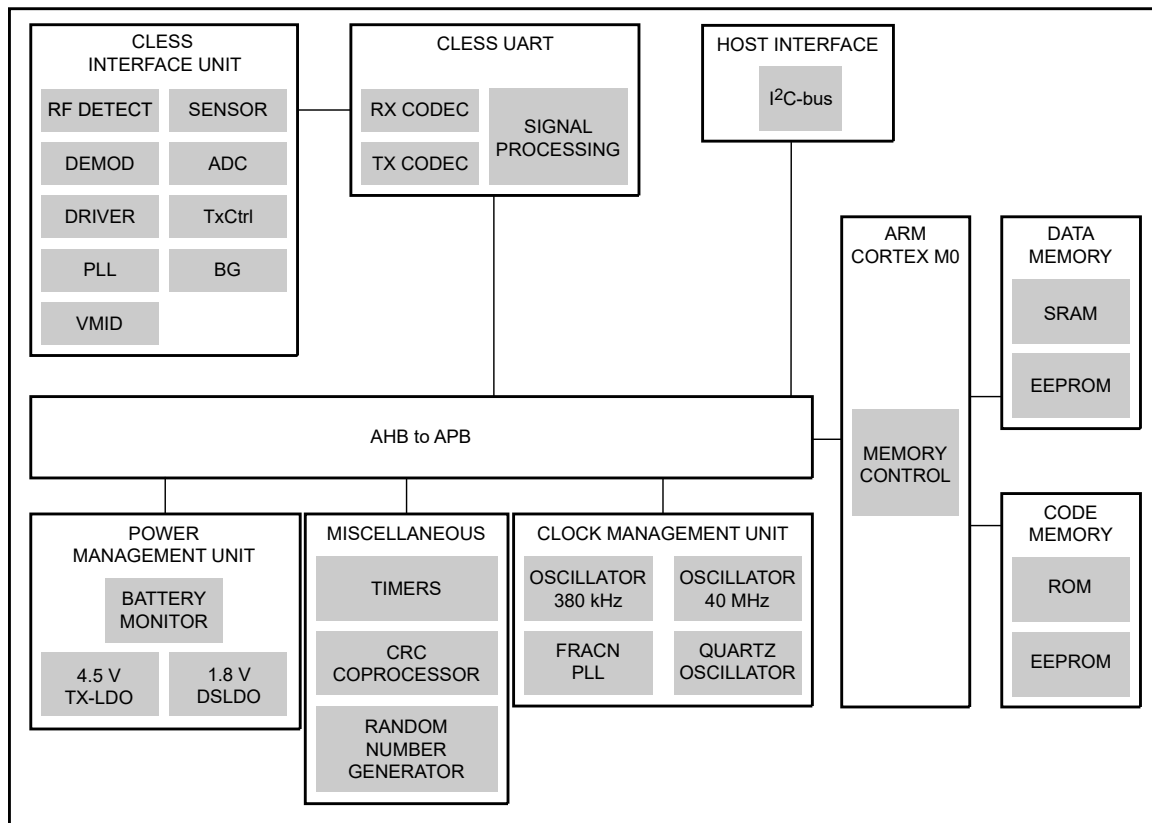 CLESS
INTERFACE UNIT
RF DETECT
SENSOR
DEMOD
ADC
DRIVER
TxCtrl
PLL
BG
VMID
CLESS UART
RX CODEC
TX CODEC
SIGNAL
PROCESSING
HOST INTERFACE
I²C-bus
AHB to APB
ARM
CORTEX M0
MEMORY
CONTROL
DATA
MEMORY
SRAM
EEPROM
CODE
MEMORY
ROM
EEPROM
POWER
MANAGEMENT UNIT
BATTERY
MONITOR
4.5 V
TX-LDO
1.8 V
DSLDO
MISCELLANEOUS
TIMERS
CRC
COPROCESSOR
RANDOM
NUMBER
GENERATOR
CLOCK MANAGEMENT UNIT
OSCILLATOR
380 kHz
OSCILLATOR
40 MHz
FRACN
PLL
QUARTZ
OSCILLATOR